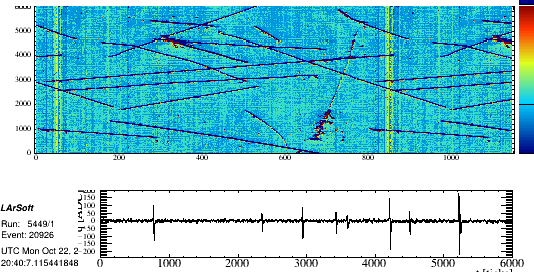 6000
5000
4000
3000
2000
1000
0
0 200 400 600 800 1000
200
150
100
50
0
-50
-100
-150
-200
LArSoft
Run: 5449/1
Event: 20926
UTC Mon Oct 22, 2
20:40:7.115441848
0 1000 2000 3000 4000 5000 6000